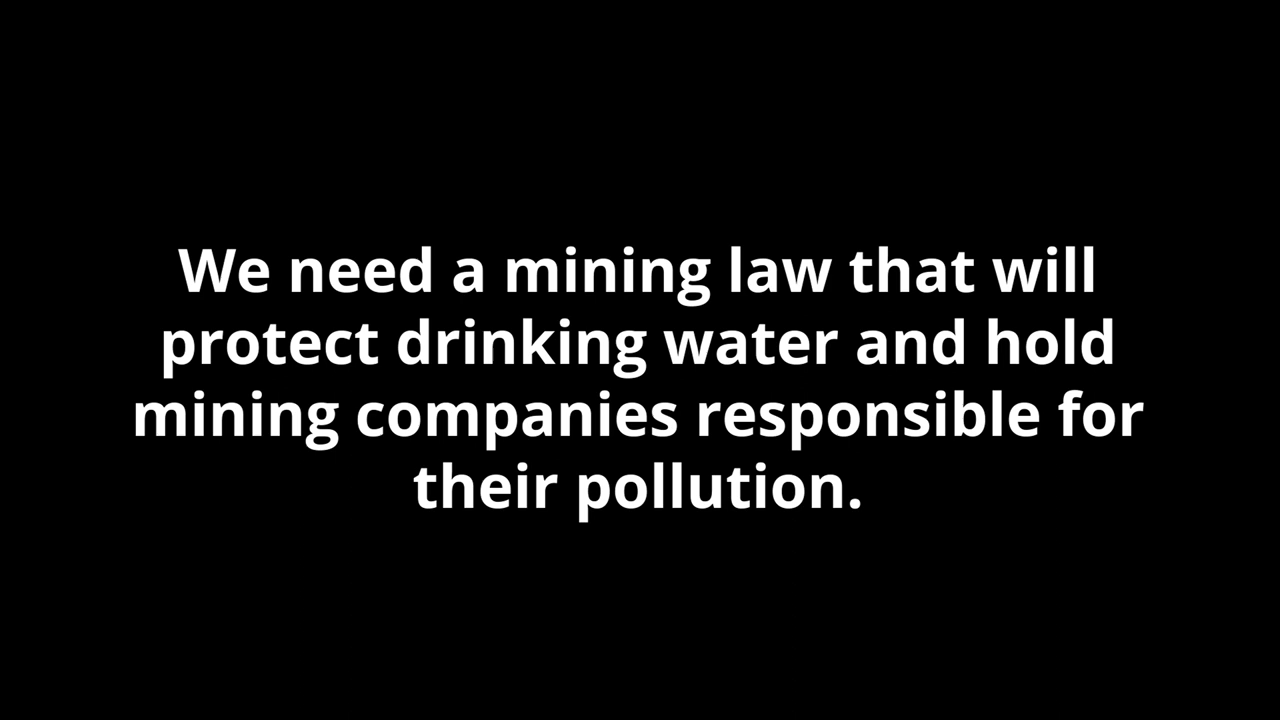 We need a mining law that will
protect drinking water and hold
mining companies responsible for
their pollution.